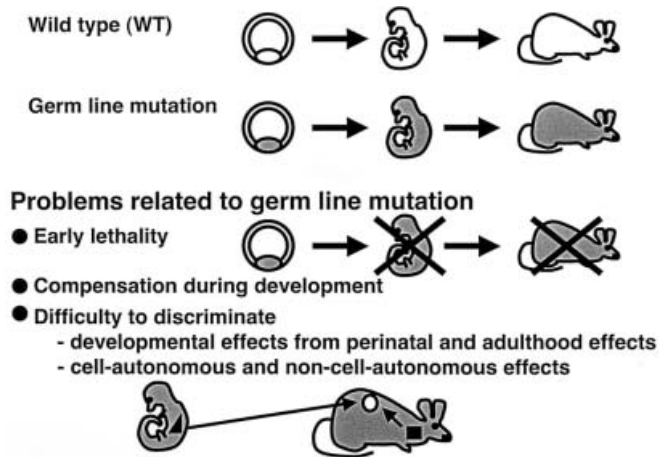 Wild type (WT)
Germ line mutation
Problems related to germ line mutation
● Early lethality
● Compensation during development
● Difficulty to discriminate
- developmental effects from perinatal and adulthood effects
- cell-autonomous and non-cell-autonomous effects